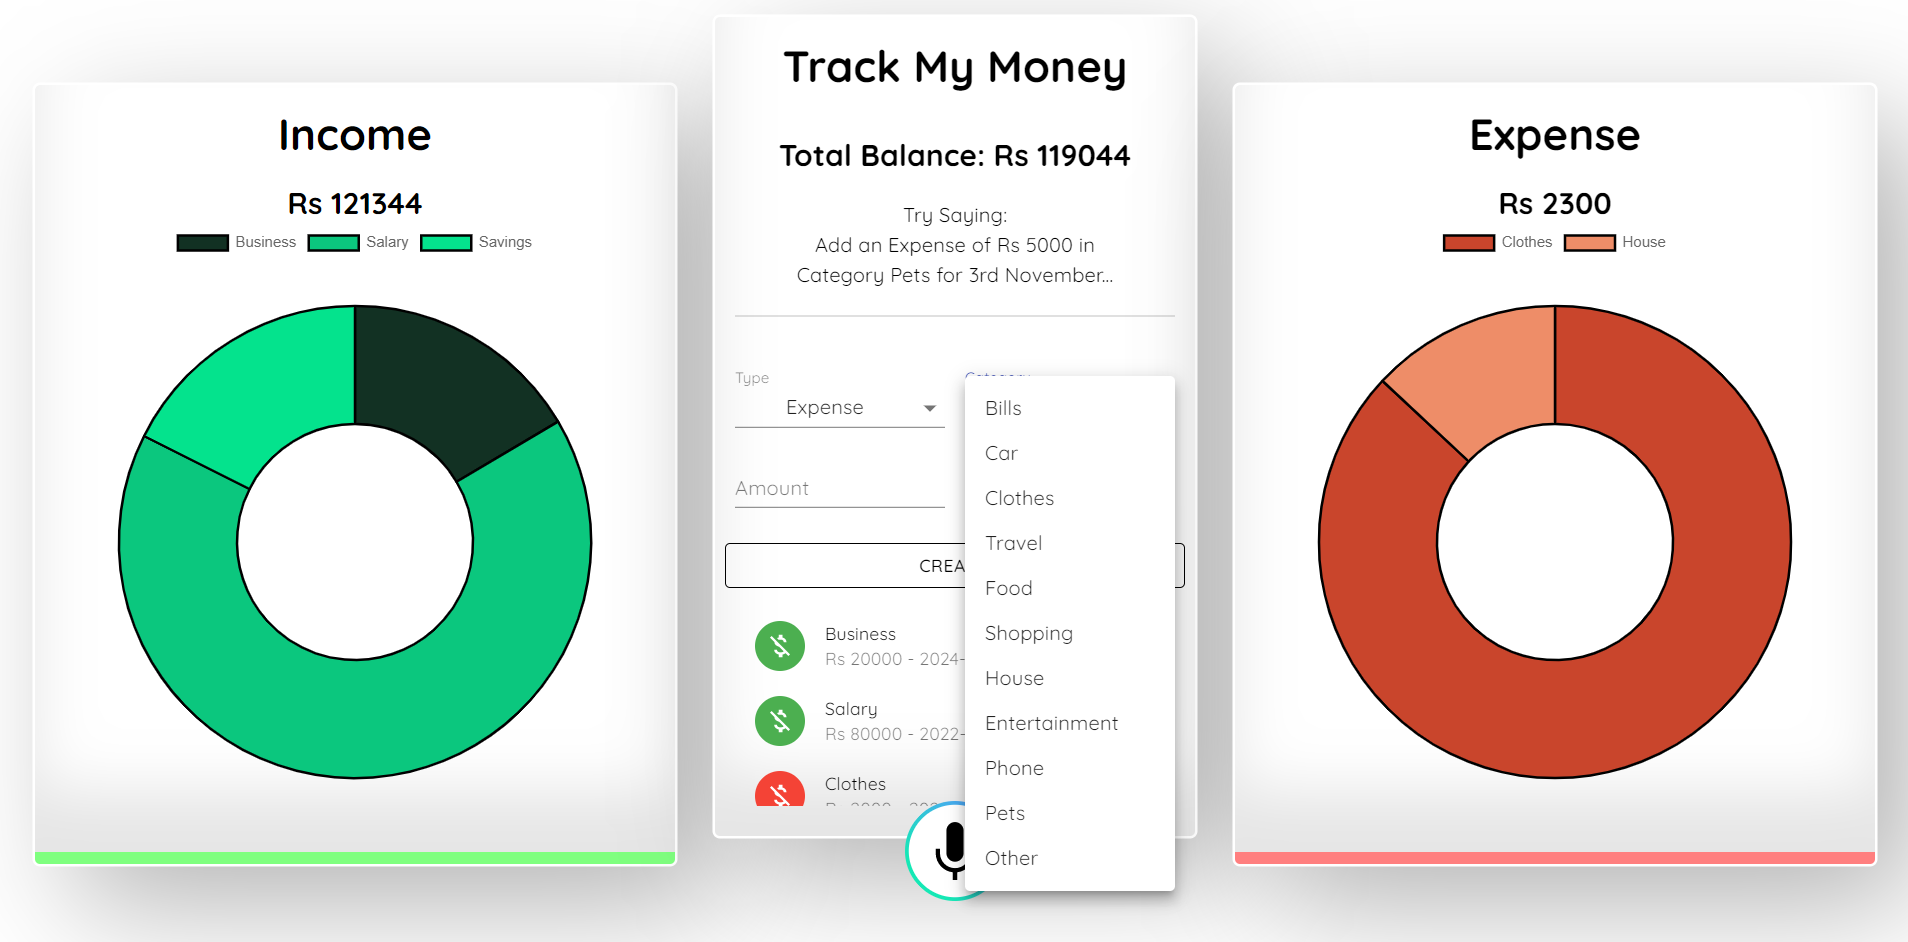 Income
Rs 121344
Business Salary Savings
Track My Money
Total Balance: Rs 119044
Try Saying:
Add an Expense of Rs 5000 in
Category Pets for 3rd November...
Type
Expense
Category
Amount
CREA
Business
Rs 20000 - 2024-
Salary
Rs 80000 - 2022-
Clothes
Bills
Car
Clothes
Travel
Food
Shopping
House
Entertainment
Phone
Pets
Other
Expense
Rs 2300
Clothes House